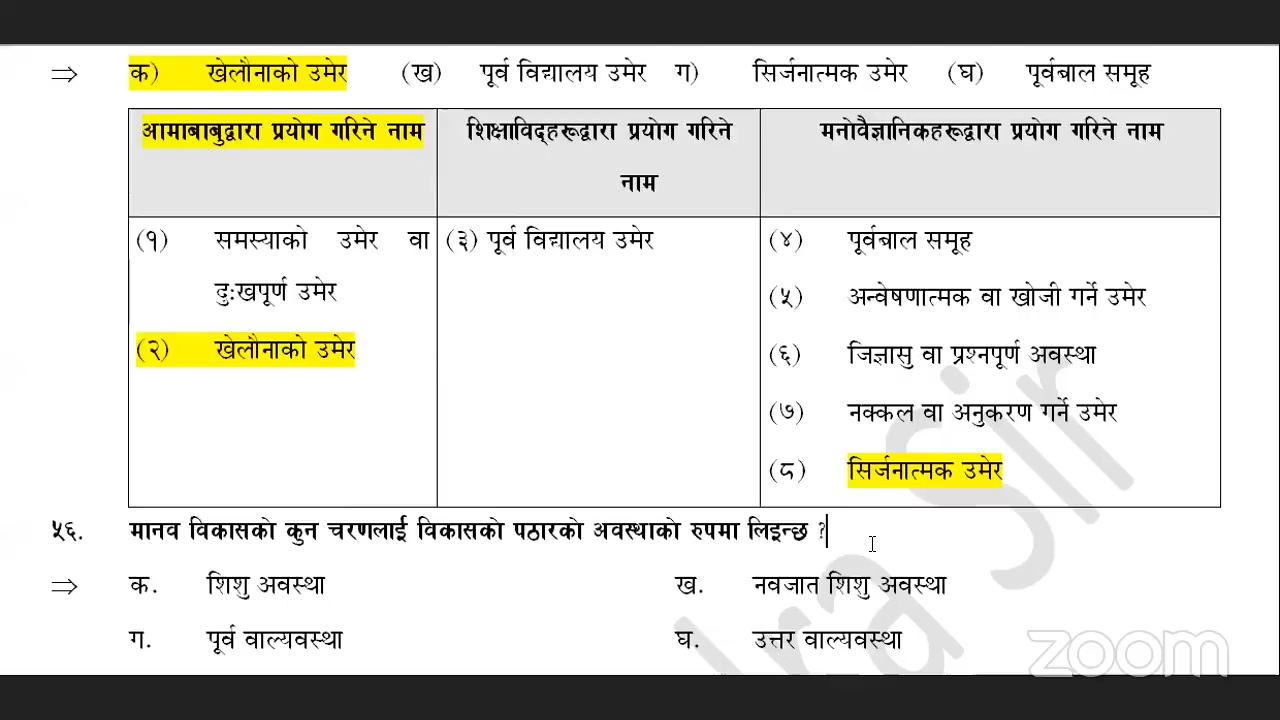 ⇒ क) खेलौनाको उमेर (ख) पूर्व विद्यालय उमेर ग) सिर्जनात्मक उमेर (घ) पूर्वबाल समूह
आमाबाबुद्वारा प्रयोग गरिने नाम
शिक्षाविद्हरूद्वारा प्रयोग गरिने
नाम
मनोवैज्ञानिकहरूद्वारा प्रयोग गरिने नाम
(१) समस्याको उमेर वा
दुःखपूर्ण उमेर
(२) खेलौनाको उमेर
(३) पूर्व विद्यालय उमेर
(४) पूर्वबाल समूह
(५) अन्वेषणात्मक वा खोजी गर्ने उमेर
(६) जिज्ञासु वा प्रश्नपूर्ण अवस्था
(७) नक्कल वा अनुकरण गर्ने उमेर
(८) सिर्जनात्मक उमेर
५६. मानव विकासको कुन चरणलाई विकासको पठारको अवस्थाको रुपमा लिइन्छ ?
⇒ क. शिशु अवस्था ख. नवजात शिशु अवस्था
ग. पूर्व वाल्यवस्था घ. उत्तर वाल्यवस्था
zoom
Sir